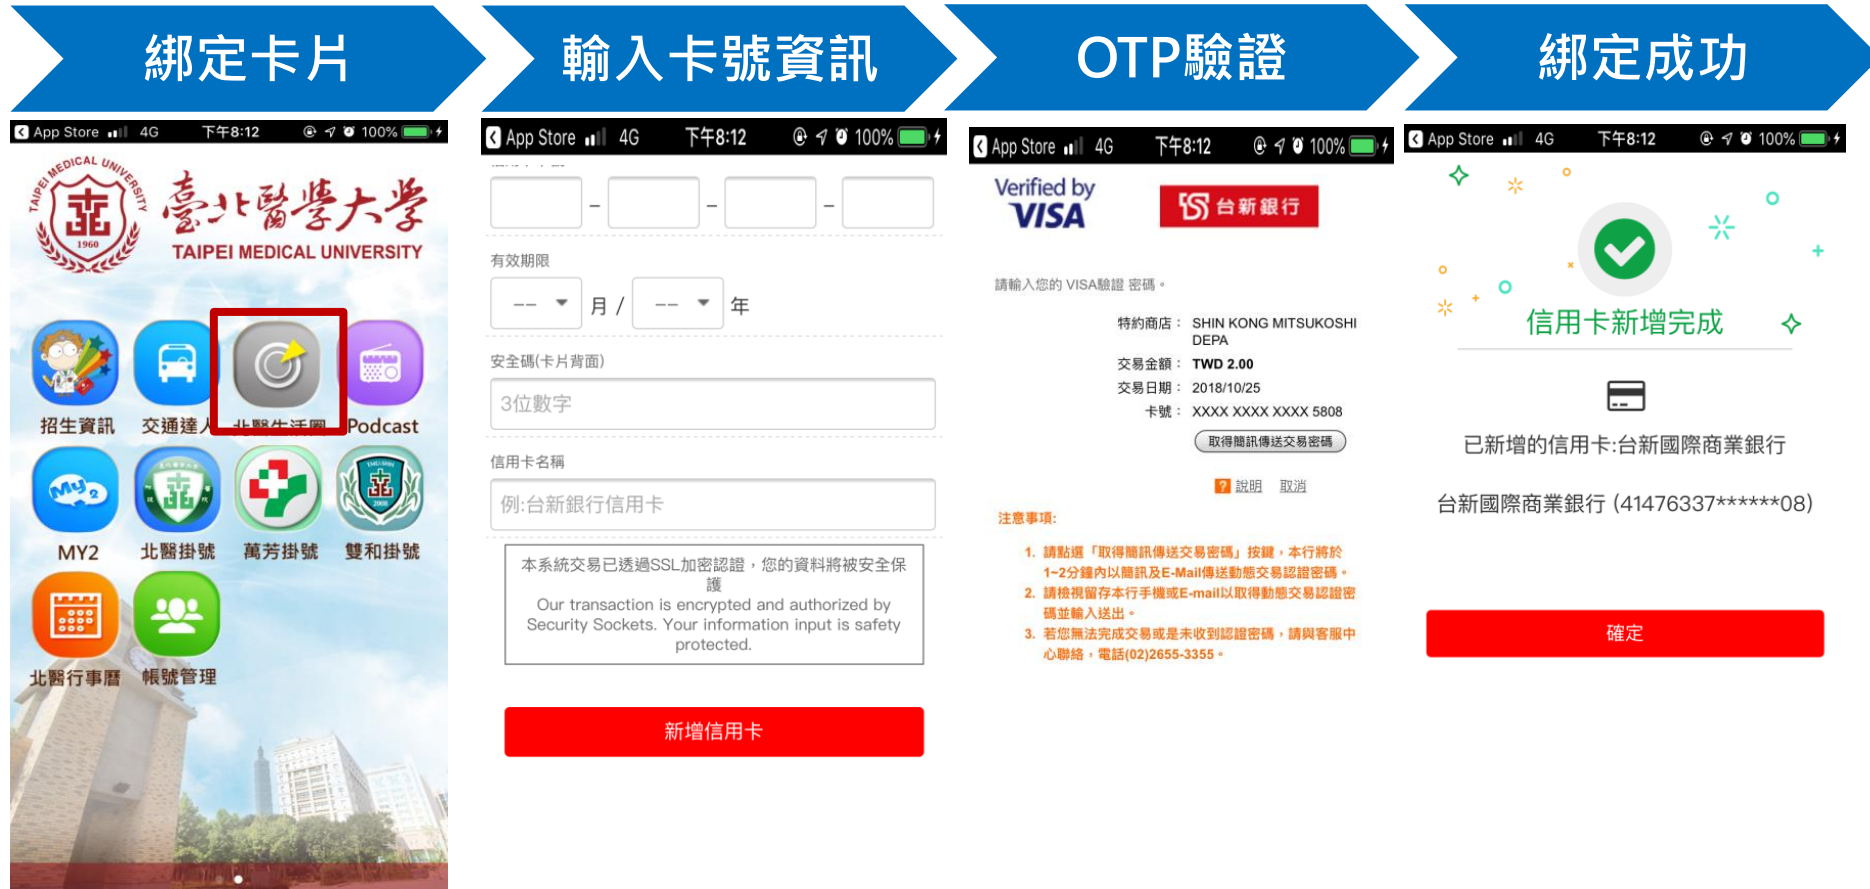 綁定卡片
輸入卡號資訊
OTP驗證
綁定成功
App Store 4G 下午8:12 100%
TAIPEI MEDICAL UNIVERSITY
1960
臺北醫學大學
TAIPEI MEDICAL UNIVERSITY
招生資訊 交通達人 北醫生活圈 Podcast
My2
2008
MY2 北醫掛號 萬芳掛號 雙和掛號
北醫行事曆 帳號管理
App Store 4G 下午8:12 100%
– – –
有效期限
-- 月 / -- 年
安全碼(卡片背面)
3位數字
信用卡名稱
例:台新銀行信用卡
本系統交易已透過SSL加密認證，您的資料將被安全保
護
Our transaction is encrypted and authorized by
Security Sockets. Your information input is safety
protected.
新增信用卡
App Store 4G 下午8:12 100%
Verified by
VISA
台新銀行
請輸入您的 VISA驗證 密碼。
特約商店： SHIN KONG MITSUKOSHI
DEPA
交易金額： TWD 2.00
交易日期： 2018/10/25
卡號： XXXX XXXX XXXX 5808
取得簡訊傳送交易密碼
? 說明 取消
注意事項:
1. 請點選「取得簡訊傳送交易密碼」按鍵，本行將於
1~2分鐘內以簡訊及E-Mail傳送動態交易認證密碼。
2. 請檢視留存本行手機或E-mail以取得動態交易認證密
碼並輸入送出。
3. 若您無法完成交易或是未收到認證密碼，請與客服中
心聯絡，電話(02)2655-3355。
App Store 4G 下午8:12 100%
信用卡新增完成
已新增的信用卡:台新國際商業銀行
台新國際商業銀行 (41476337******08)
確定